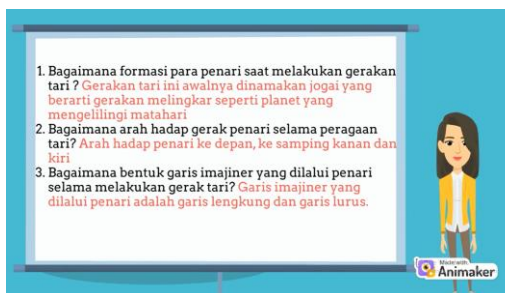 1. Bagaimana formasi para penari saat melakukan gerakan
tari ? Gerakan tari ini awalnya dinamakan jogai yang
berarti gerakan melingkar seperti planet yang
mengelilingi matahari
2. Bagaimana arah hadap gerak penari selama peragaan
tari? Arah hadap penari ke depan, ke samping kanan dan
kiri
3. Bagaimana bentuk garis imajiner yang dilalui penari
selama melakukan gerak tari? Garis imajiner yang
dilalui penari adalah garis lengkung dan garis lurus.
Made with
Animaker